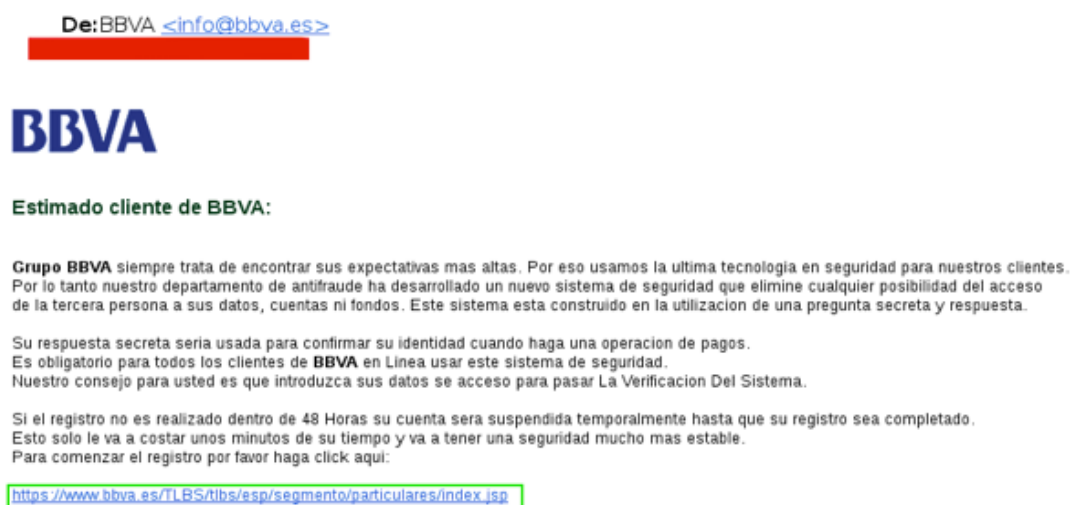 De:BBVA <info@bbva.es>
BBVA
Estimado cliente de BBVA:
Grupo BBVA siempre trata de encontrar sus expectativas mas altas. Por eso usamos la ultima tecnologia en seguridad para nuestros clientes.
Por lo tanto nuestro departamento de antifraude ha desarrollado un nuevo sistema de seguridad que elimine cualquier posibilidad del acceso
de la tercera persona a sus datos, cuentas ni fondos. Este sistema esta construido en la utilizacion de una pregunta secreta y respuesta.
Su respuesta secreta seria usada para confirmar su identidad cuando haga una operacion de pagos.
Es obligatorio para todos los clientes de BBVA en Linea usar este sistema de seguridad.
Nuestro consejo para usted es que introduzca sus datos se acceso para pasar La Verificacion Del Sistema.
Si el registro no es realizado dentro de 48 Horas su cuenta sera suspendida temporalmente hasta que su registro sea completado.
Esto solo le va a costar unos minutos de su tiempo y va a tener una seguridad mucho mas estable.
Para comenzar el registro por favor haga click aqui:
https://www.bbva.es/TLBS/tlbs/esp/segmento/particulares/index.jsp